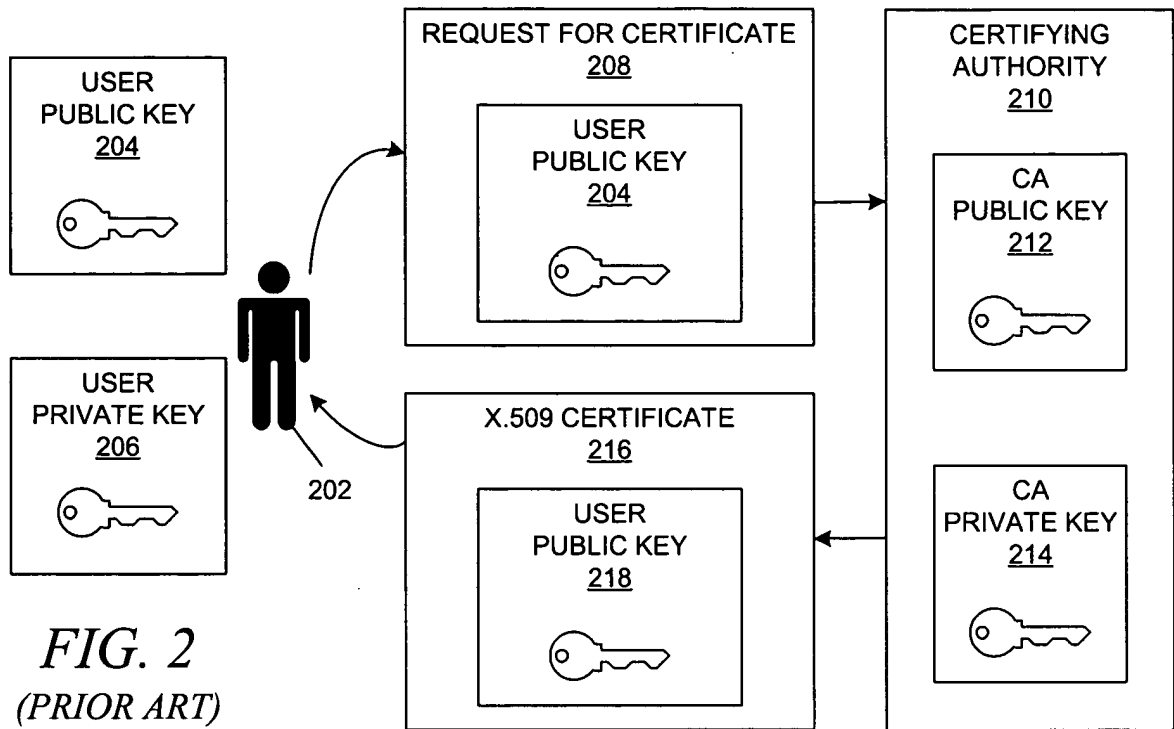 USER
PUBLIC KEY
204
USER
PRIVATE KEY
206
202
REQUEST FOR CERTIFICATE
208
USER
PUBLIC KEY
204
X.509 CERTIFICATE
216
USER
PUBLIC KEY
218
CERTIFYING
AUTHORITY
210
CA
PUBLIC KEY
212
CA
PRIVATE KEY
214
FIG. 2
(PRIOR ART)